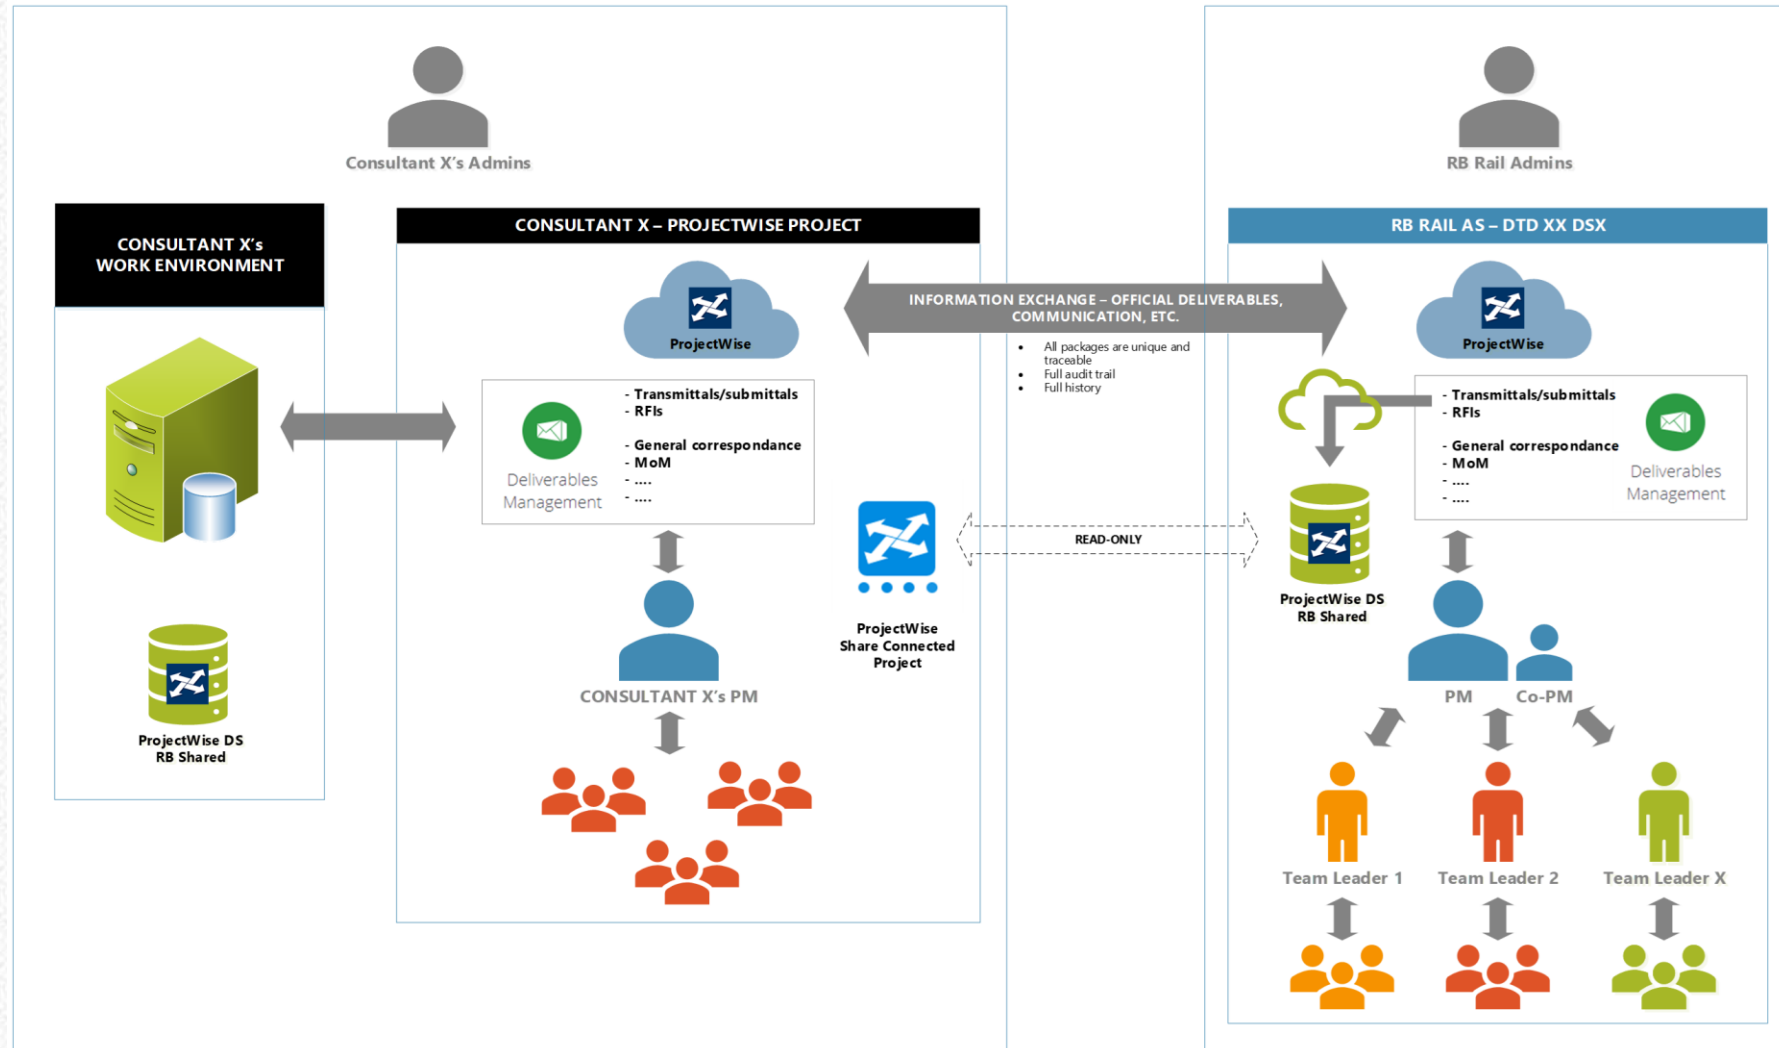 Consultant X's Admins
RB Rail Admins
CONSULTANT X's
WORK ENVIRONMENT
CONSULTANT X – PROJECTWISE PROJECT
RB RAIL AS – DTD XX DSX
ProjectWise
INFORMATION EXCHANGE – OFFICIAL DELIVERABLES,
COMMUNICATION, ETC.
• All packages are unique and
traceable
• Full audit trail
• Full history
ProjectWise
- Transmittals/submittals
- RFIs
- General correspondance
- MoM
- ....
- ....
Deliverables
Management
- Transmittals/submittals
- RFIs
- General correspondance
- MoM
- ....
- ....
Deliverables
Management
READ-ONLY
ProjectWise
Share Connected
Project
ProjectWise DS
RB Shared
CONSULTANT X's PM
PM
Co-PM
ProjectWise DS
RB Shared
Team Leader 1
Team Leader 2
Team Leader X